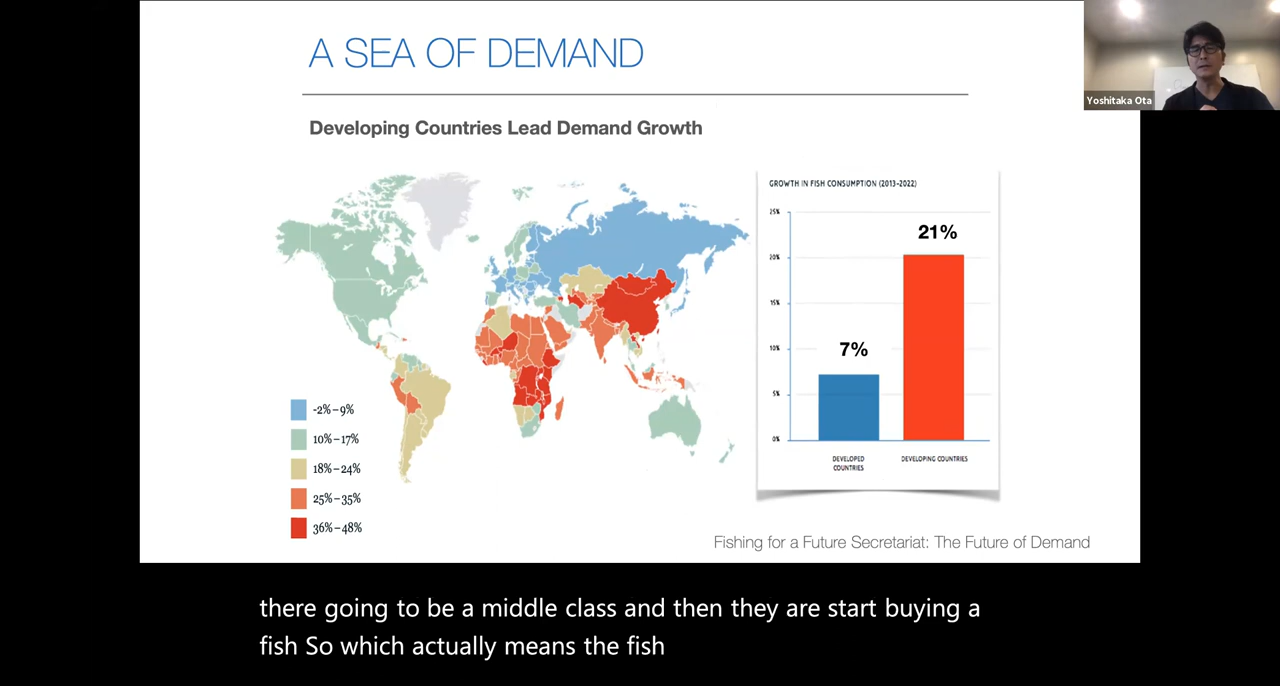 A SEA OF DEMAND
Yoshitaka Ota
Developing Countries Lead Demand Growth
GROWTH IN FISH CONSUMPTION (2013-2022)
25%
21%
20%
15%
7%
10%
5%
0%
DEVELOPED
COUNTRIES
DEVELOPING COUNTRIES
-2%–9%
10%–17%
18%–24%
25%–35%
36%–48%
Fishing for a Future Secretariat: The Future of Demand
there going to be a middle class and then they are start buying a
fish So which actually means the fish